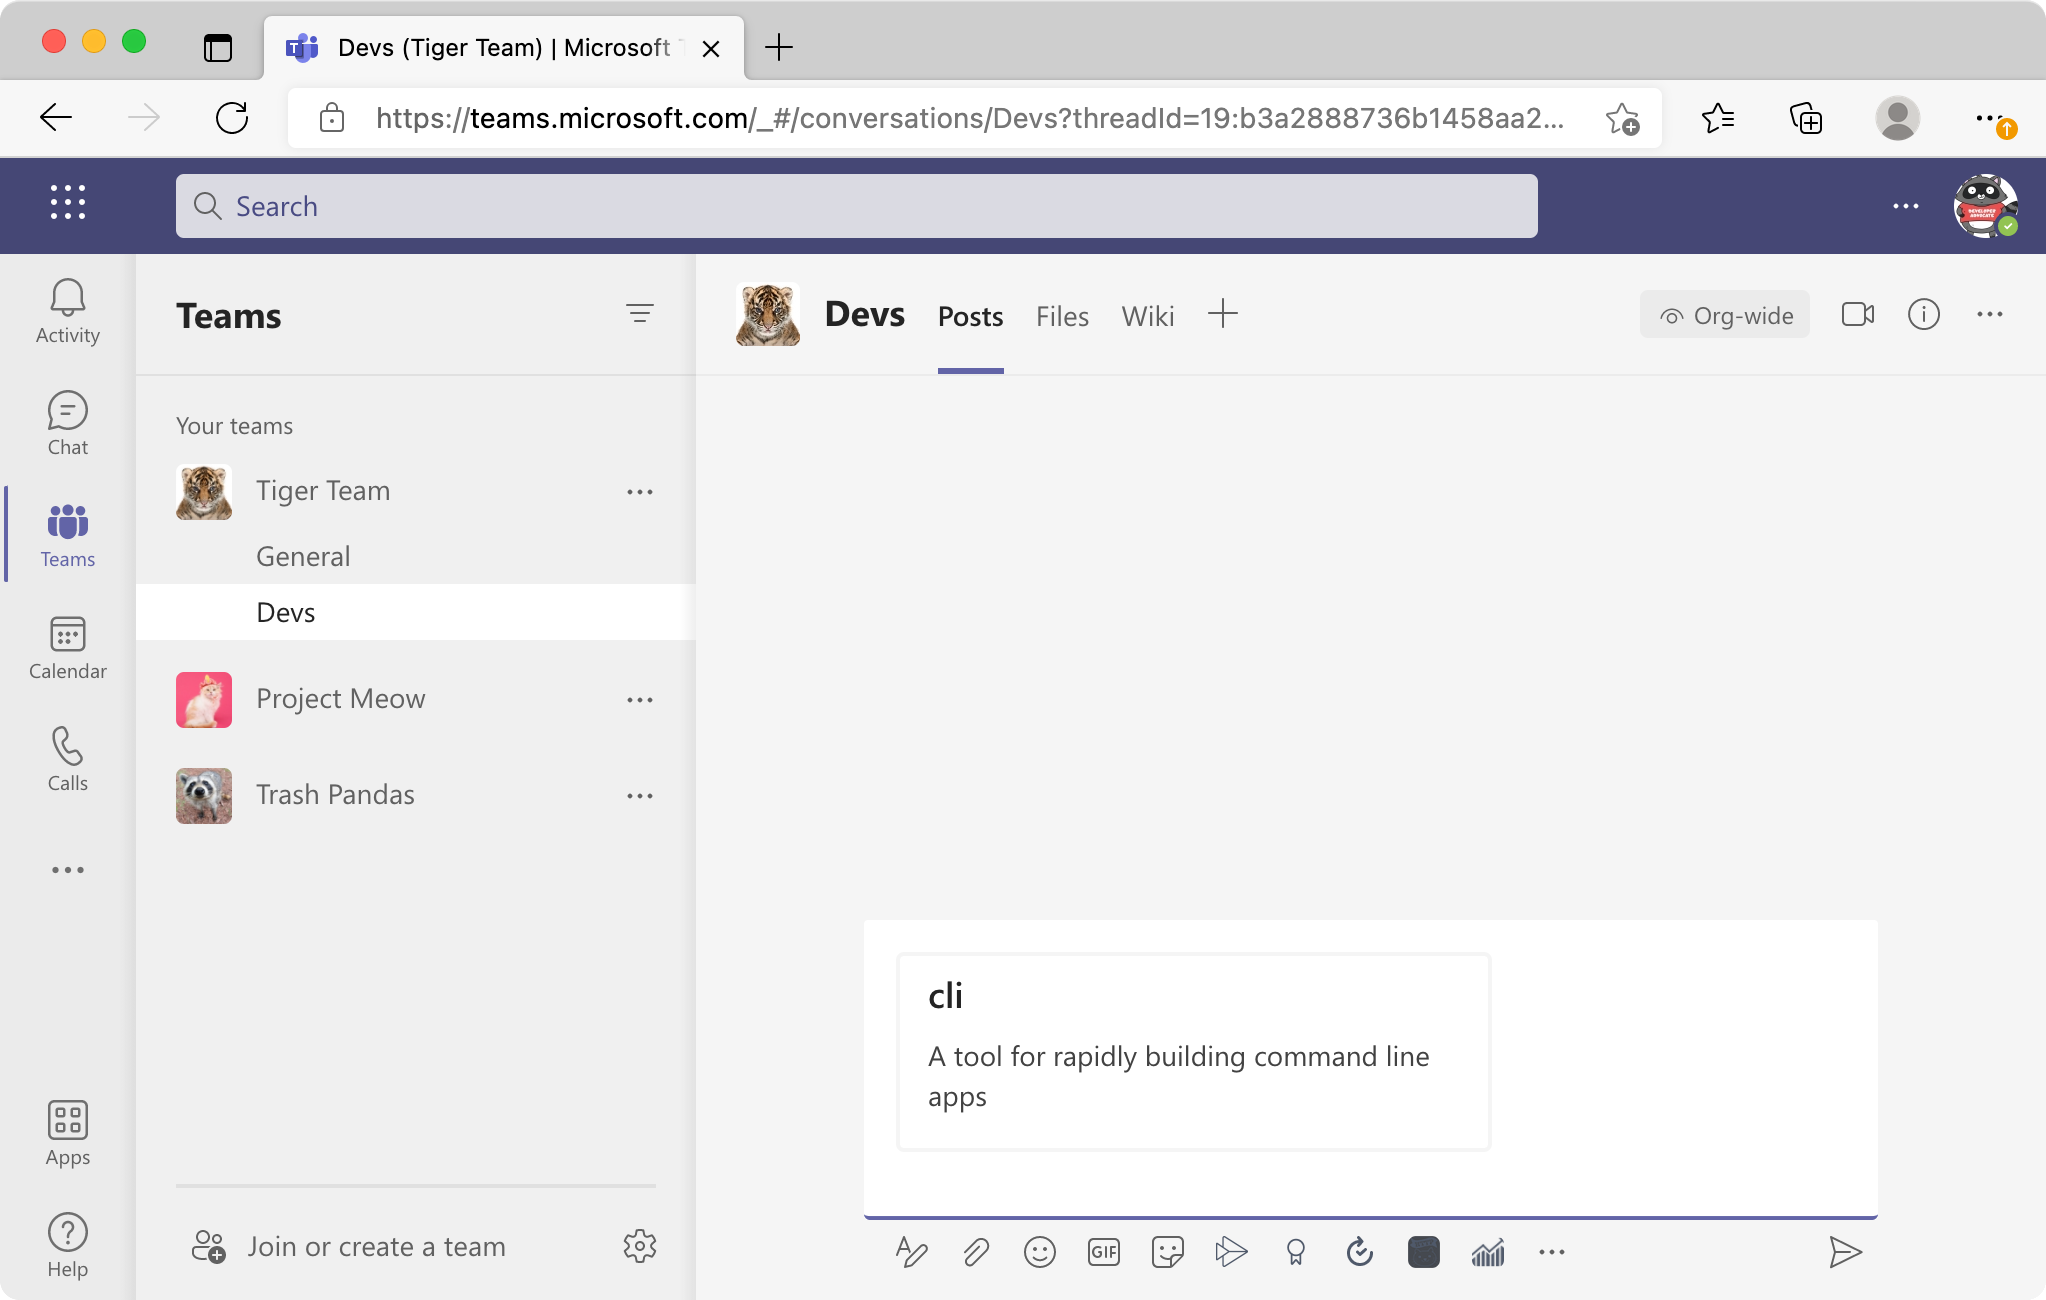 Devs (Tiger Team) | Microsoft
https://teams.microsoft.com/_#/conversations/Devs?threadId=19:b3a2888736b1458aa2...
Search
DEVELOPER
ADVOCATE
Activity
Chat
Teams
Calendar
Calls
Apps
Help
Teams
Your teams
Tiger Team
General
Devs
Project Meow
Trash Pandas
Join or create a team
Devs Posts Files Wiki
Org-wide
cli
A tool for rapidly building command line
apps
GIF